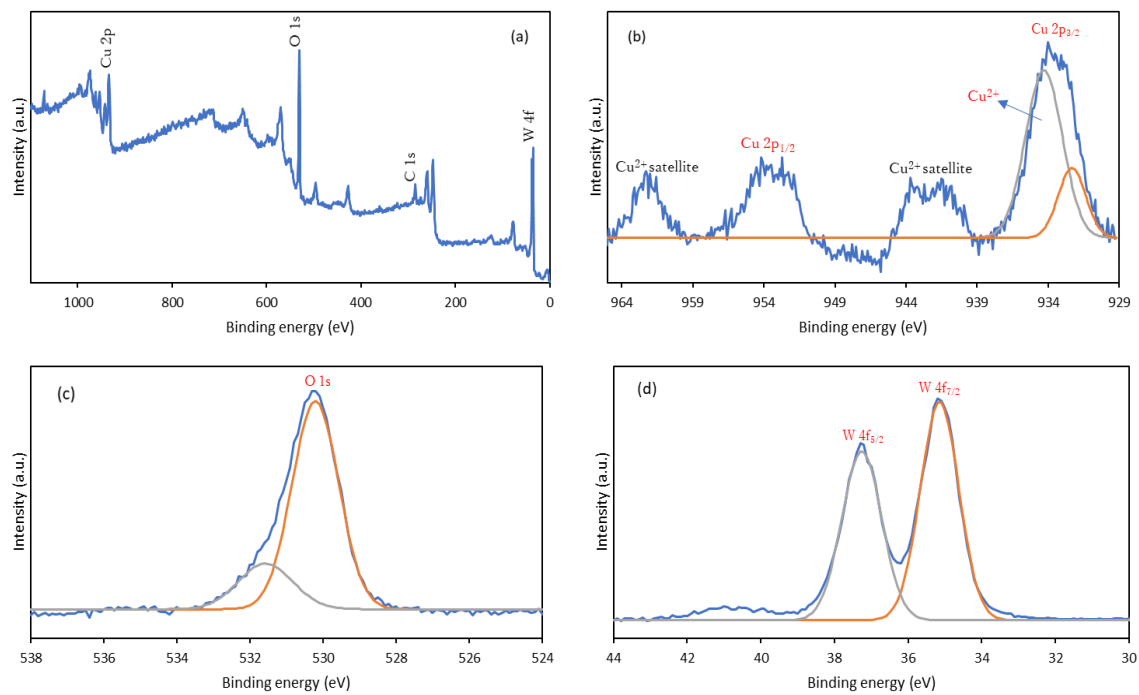 (a)
Cu 2p
O 1s
C 1s
W 4f
Intensity (a.u.)
1000 800 600 400 200 0
Binding energy (eV)
(b)
Cu 2p3/2
Cu2+
Cu 2p1/2
Cu2+ satellite
Cu2+ satellite
Intensity (a.u.)
964 959 954 949 944 939 934 929
Binding energy (eV)
(c)
O 1s
Intensity (a.u.)
538 536 534 532 530 528 526 524
Binding energy (eV)
(d)
W 4f7/2
W 4f5/2
Intensity (a.u.)
44 42 40 37 35 33 32 30
Binding energy (eV)